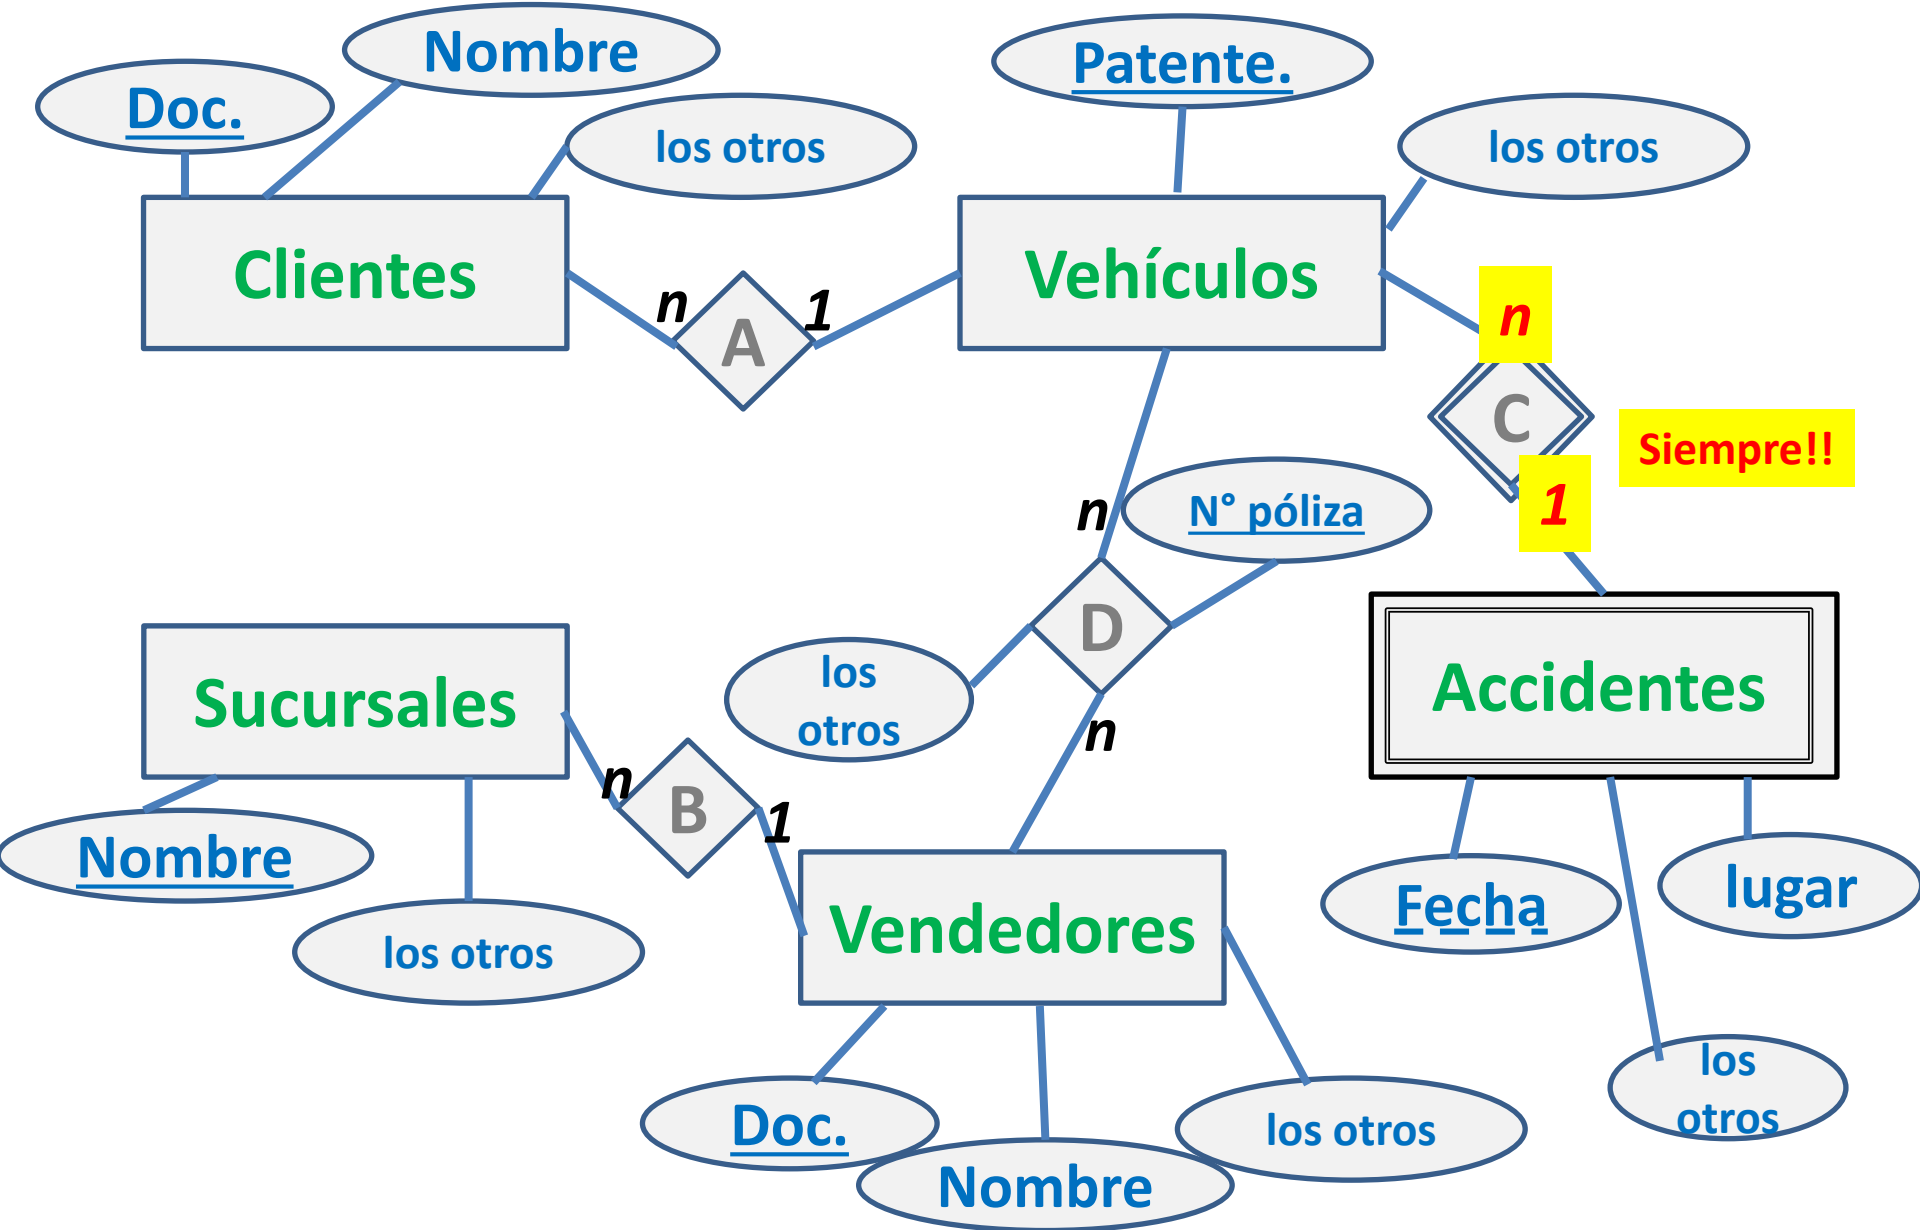 Nombre
Patente.
Doc.
los otros
los otros
Clientes
Vehículos
n
1
n
A
C
Siempre!!
1
n
N° póliza
D
los
otros
n
Accidentes
Sucursales
n
B
1
Nombre
los otros
Vendedores
Fecha
lugar
los
otros
Doc.
los otros
Nombre